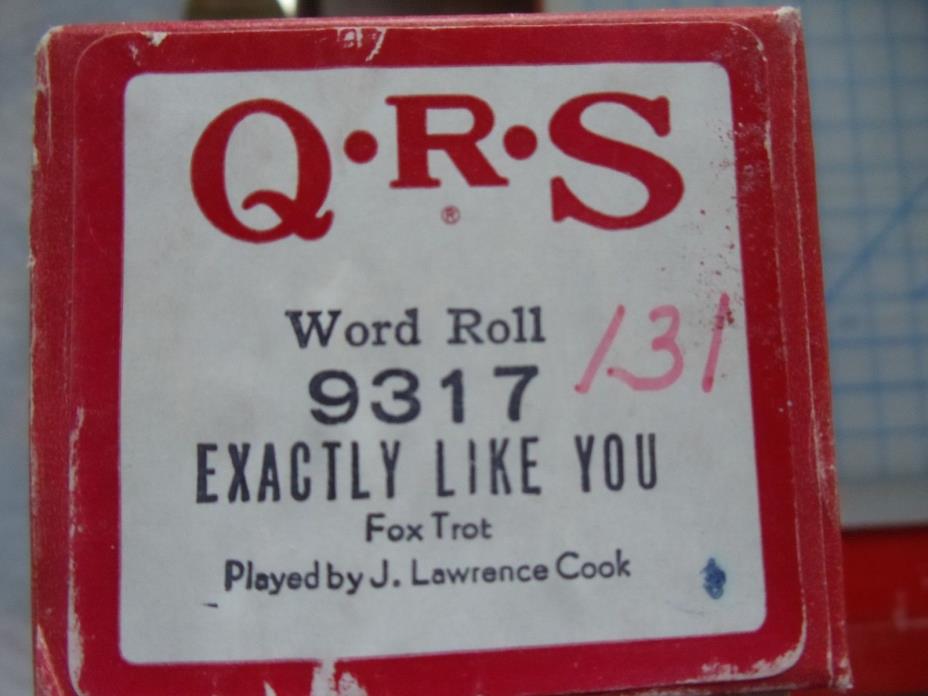 Q•R•S
®
Word Roll
131
9317
EXACTLY LIKE YOU
Fox Trot
Played by J. Lawrence Cook